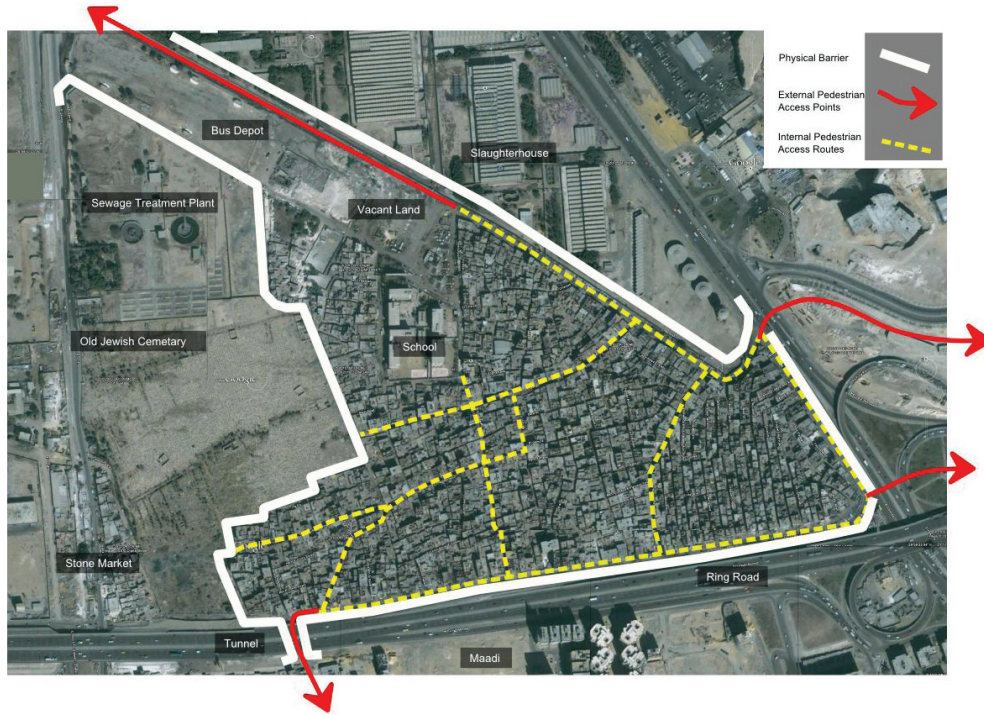 Physical Barrier
External Pedestrian
Access Points
Internal Pedestrian
Access Routes
Bus Depot
Slaughterhouse
Google
Sewage Treatment Plant
Vacant Land
Old Jewish Cemetary
School
Stone Market
Ring Road
Tunnel
Maadi